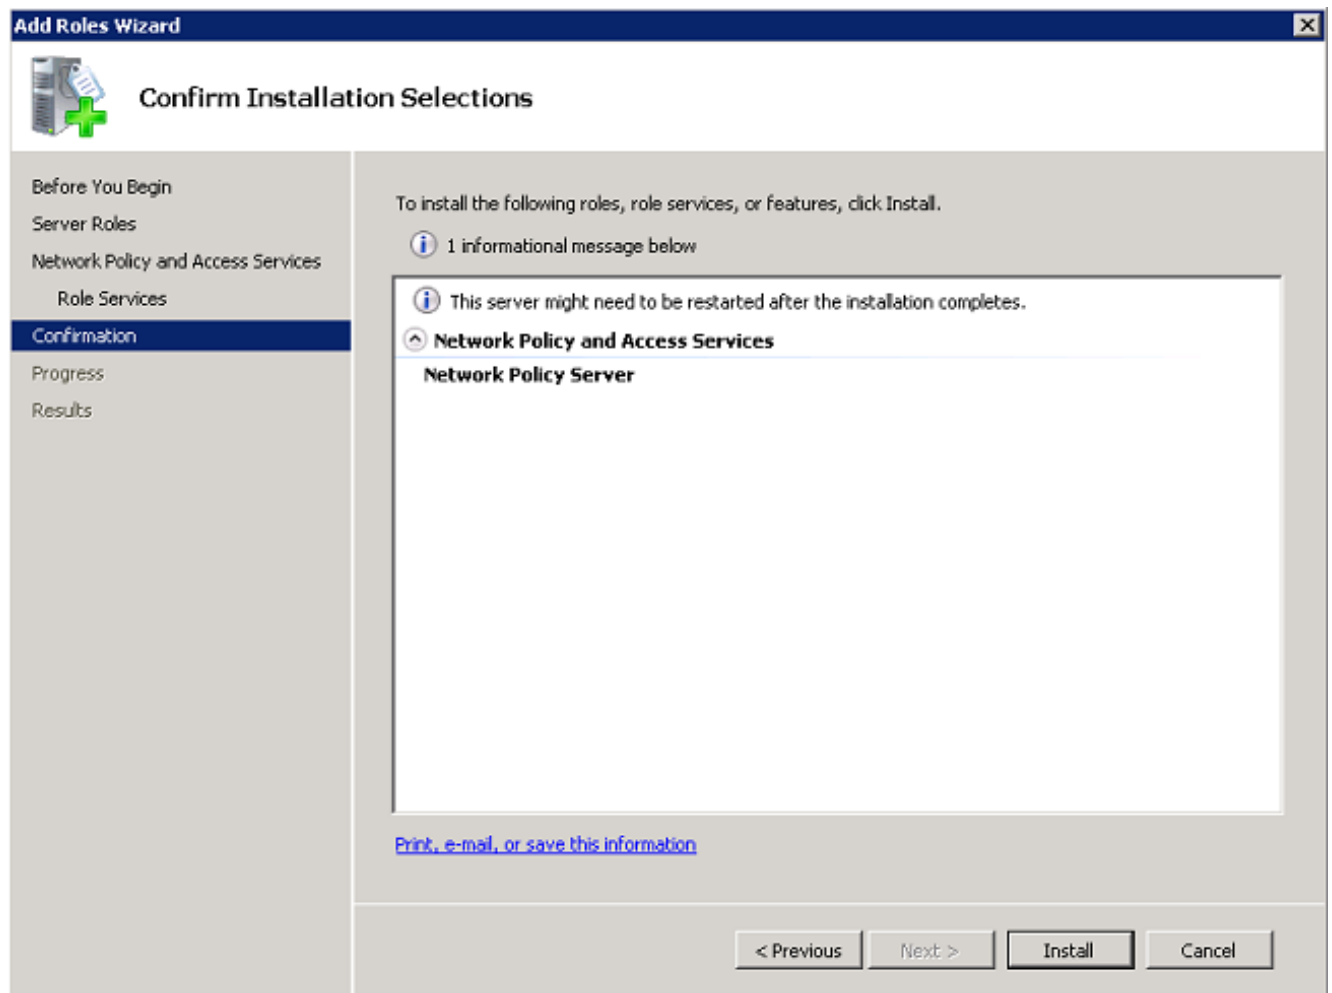 Add Roles Wizard
Confirm Installation Selections
Before You Begin
Server Roles
Network Policy and Access Services
Role Services
Confirmation
Progress
Results
To install the following roles, role services, or features, click Install.
1 informational message below
This server might need to be restarted after the installation completes.
Network Policy and Access Services
Network Policy Server
Print, e-mail, or save this information
< Previous
Next >
Install
Cancel